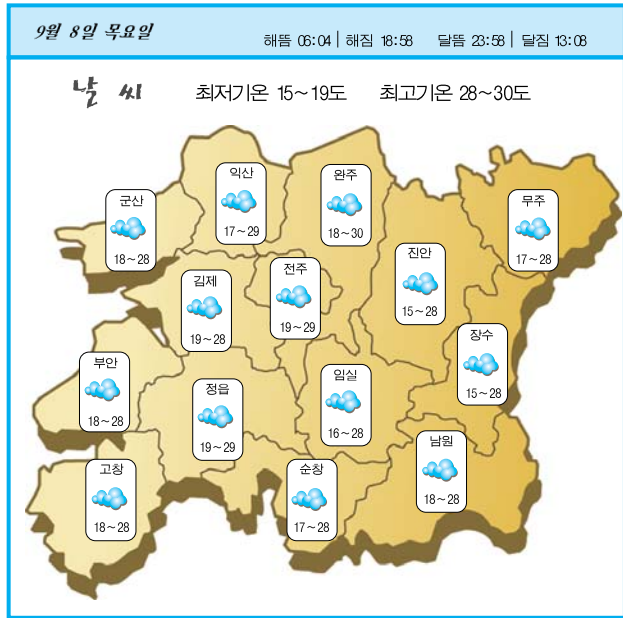 9월 8일 목요일
해뜸 06:04 | 해짐 18:58 달뜸 23:58 | 달짐 13:08
날 씨 최저기온 15~19도 최고기온 28~30도
익산
17~29
완주
18~30
군산
18~28
무주
17~28
진안
15~28
전주
19~29
김제
19~28
장수
15~28
부안
18~28
정읍
19~29
임실
16~28
남원
18~28
고창
18~28
순창
17~28